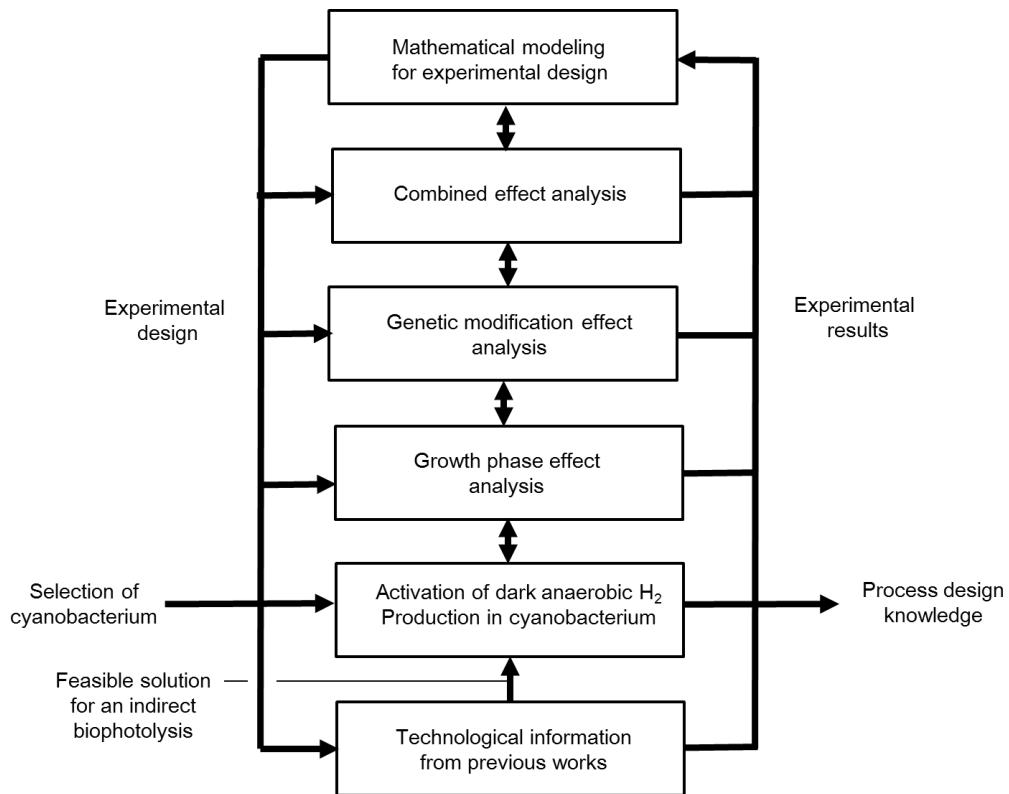 Mathematical modeling
for experimental design
Combined effect analysis
Experimental
design
Genetic modification effect
analysis
Experimental
results
Growth phase effect
analysis
Selection of
cyanobacterium
Activation of dark anaerobic H₂
Production in cyanobacterium
Process design
knowledge
Feasible solution
for an indirect
biophotolysis
Technological information
from previous works